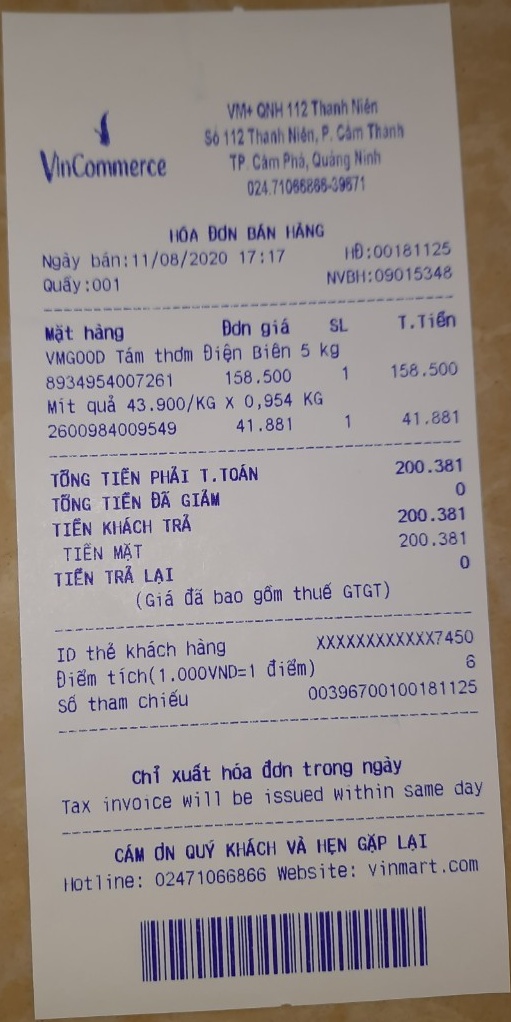 VinCommerce
VM+ QNH 112 Thanh Niên
Số 112 Thanh Niên, P. Cẩm Thành
TP. Cẩm Phả, Quảng Ninh
024.71066866-39671
HÓA ĐƠN BÁN HÀNG
Ngày bán:11/08/2020 17:17 HĐ:00181125
Quầy:001 NVBH:09015348
Mặt hàng Đơn giá SL T.Tiền
VMGOOD Tám thơm Điện Biên 5 kg
8934954007261 158.500 1 158.500
Mít quả 43.900/KG X 0,954 KG
2600984009549 41.881 1 41.881
TỔNG TIỀN PHẢI T.TOÁN 200.381
TỔNG TIỀN ĐÃ GIẢM 0
TIỀN KHÁCH TRẢ 200.381
TIỀN MẶT 200.381
TIỀN TRẢ LẠI 0
(Giá đã bao gồm thuế GTGT)
ID thẻ khách hàng XXXXXXXXXXXX7450
Điểm tích(1.000VND=1 điểm) 6
Số tham chiếu 00396700100181125
Chỉ xuất hóa đơn trong ngày
Tax invoice will be issued within same day
CÁM ƠN QUÝ KHÁCH VÀ HẸN GẶP LẠI
Hotline: 02471066866 Website: vinmart.com